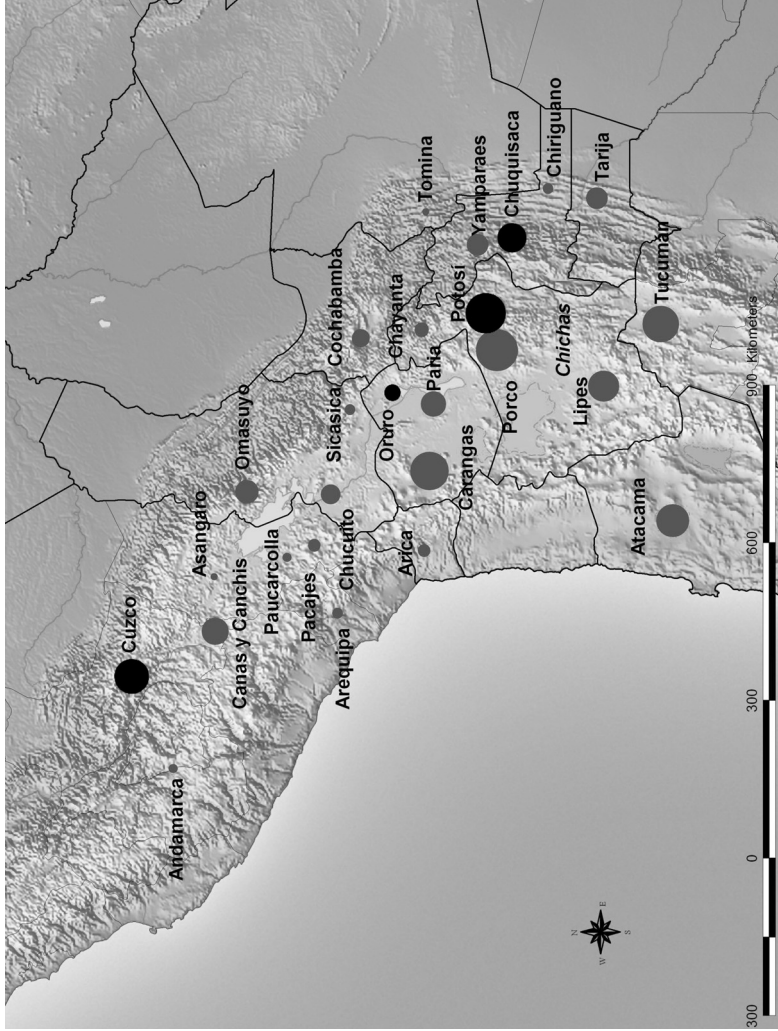 Cuzco
Andamarca
Asangaro
Canas y Canchis
Omasuyo
Paucarcolla
Pacajes
Sicasica
Cochabamba
Arequipa
Chucuito
Oruro
Chayanta
Arica
Tomina
Paria
Potosí
Carangas
Yamparaes
Porco
Chuquisaca
Chiriguano
Chichas
Lipes
Tarija
Atacama
Tucuman
N
W E
S
300 0 300 600 900 Kilometers